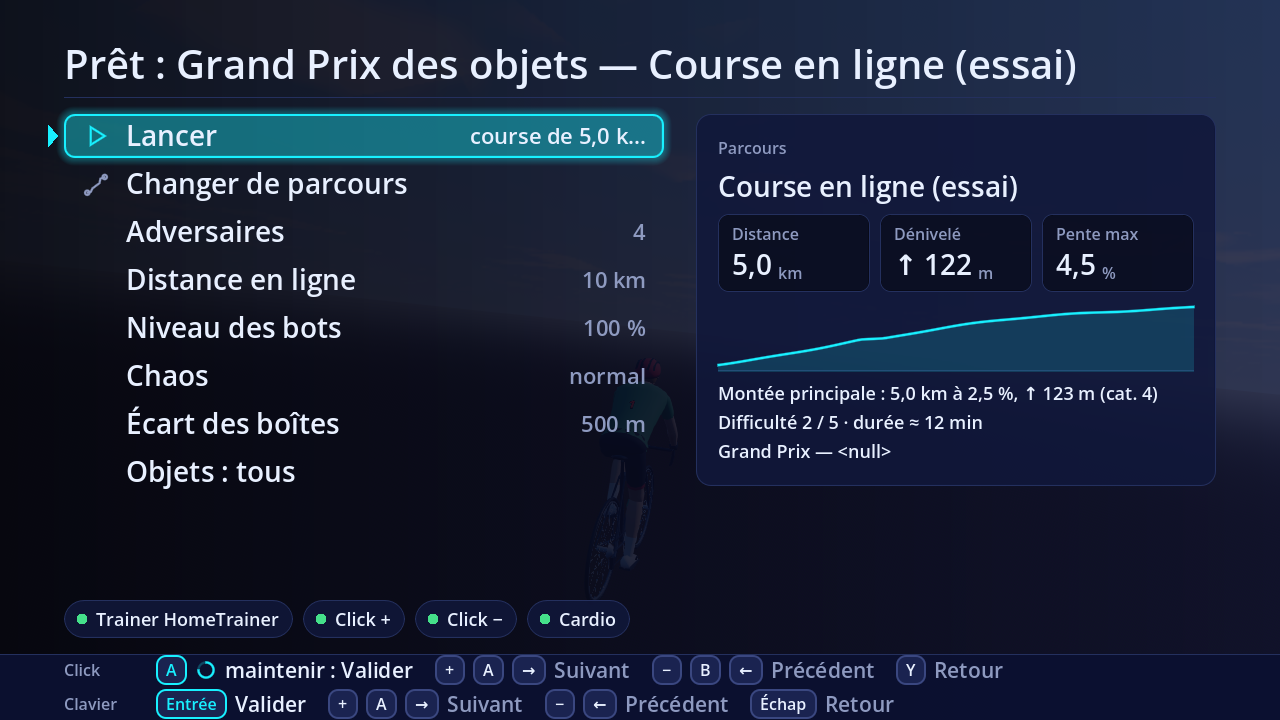 Prêt : Grand Prix des objets — Course en ligne (essai)
Lancer course de 5,0 k...
Changer de parcours
Adversaires 4
Distance en ligne 10 km
Niveau des bots 100 %
Chaos normal
Écart des boîtes 500 m
Objets : tous
Parcours
Course en ligne (essai)
Distance Dénivelé Pente max
5,0 km ↑ 122 m 4,5 %
Montée principale : 5,0 km à 2,5 %, ↑ 123 m (cat. 4)
Difficulté 2 / 5 · durée ≈ 12 min
Grand Prix — <null>
Trainer HomeTrainer Click + Click − Cardio
Click A maintenir : Valider + A → Suivant − B ← Précédent Y Retour
Clavier Entrée Valider + A → Suivant − ← Précédent Échap Retour